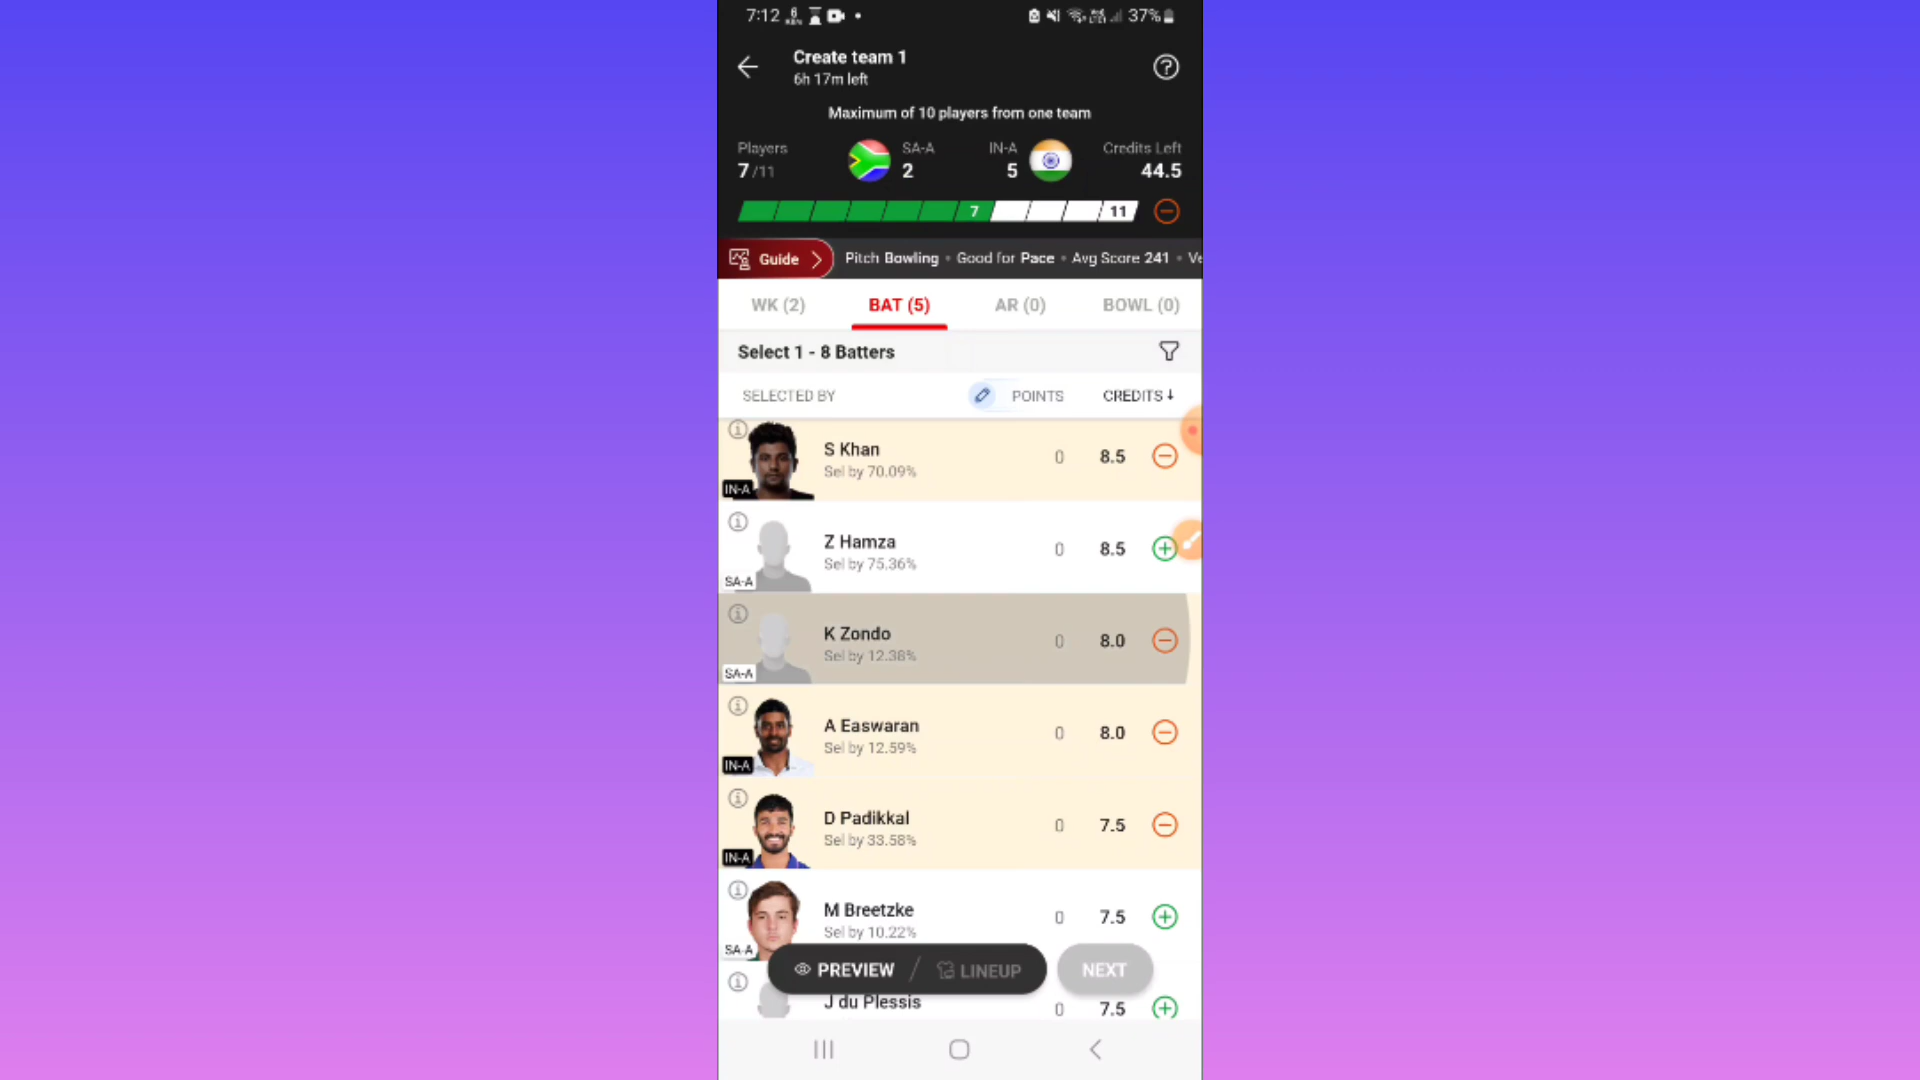 7:12
37%
Create team 1
6h 17m left
Maximum of 10 players from one team
Players
7/11
SA-A
2
IN-A
5
Credits Left
44.5
7
11
Guide
Pitch Bowling • Good for Pace • Avg Score 241 • Ve
WK (2)
BAT (5)
AR (0)
BOWL (0)
Select 1 - 8 Batters
SELECTED BY
POINTS
CREDITS↓
S Khan
Sel by 70.09%
IN-A
0
8.5
Z Hamza
Sel by 75.36%
SA-A
0
8.5
K Zondo
Sel by 12.38%
SA-A
0
8.0
A Easwaran
Sel by 12.59%
IN-A
0
8.0
D Padikkal
Sel by 33.58%
IN-A
0
7.5
M Breetzke
Sel by 10.22%
SA-A
0
7.5
PREVIEW / LINEUP
NEXT
J du Plessis
0
7.5